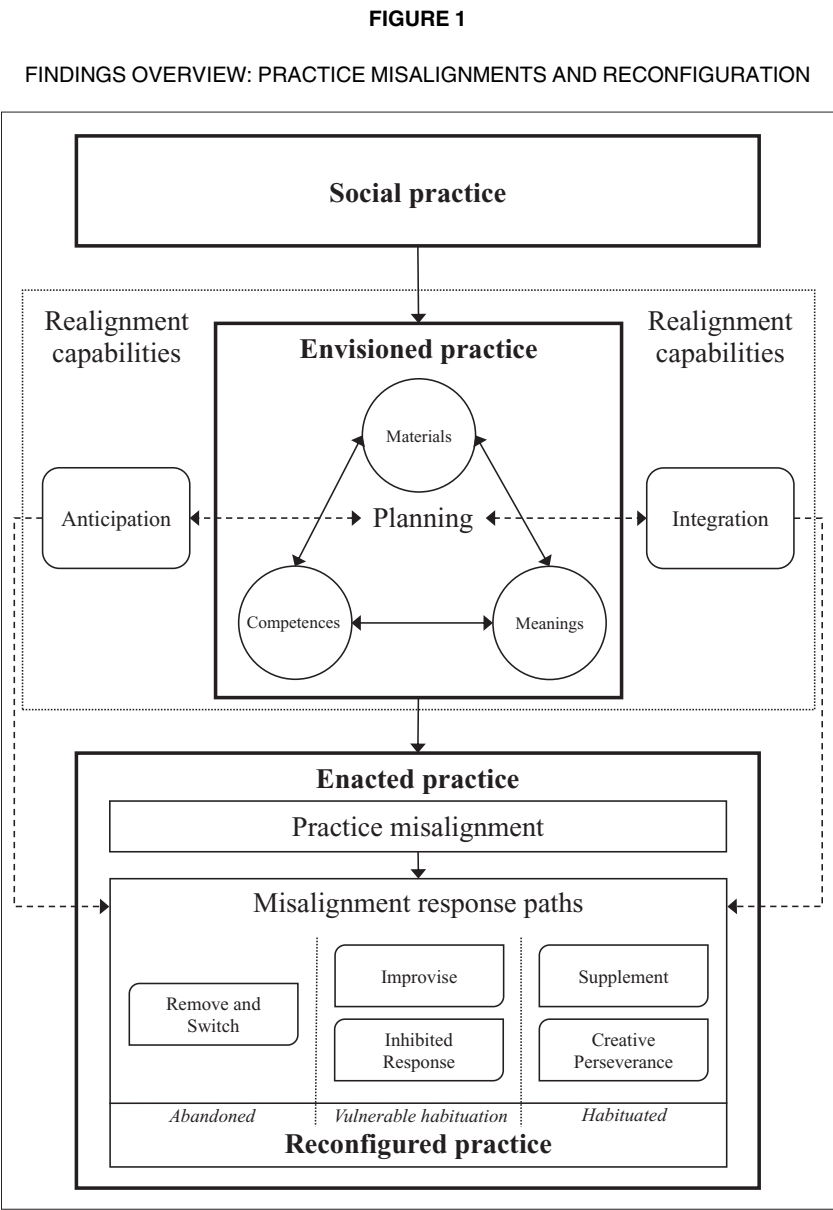 FIGURE 1
FINDINGS OVERVIEW: PRACTICE MISALIGNMENTS AND RECONFIGURATION
Social practice
Realignment
capabilities
Realignment
capabilities
Envisioned practice
Materials
Anticipation
Planning
Integration
Competences
Meanings
Enacted practice
Practice misalignment
Misalignment response paths
Remove and
Switch
Improvise
Inhibited
Response
Supplement
Creative
Perseverance
Abandoned
Vulnerable habituation
Habituated
Reconfigured practice